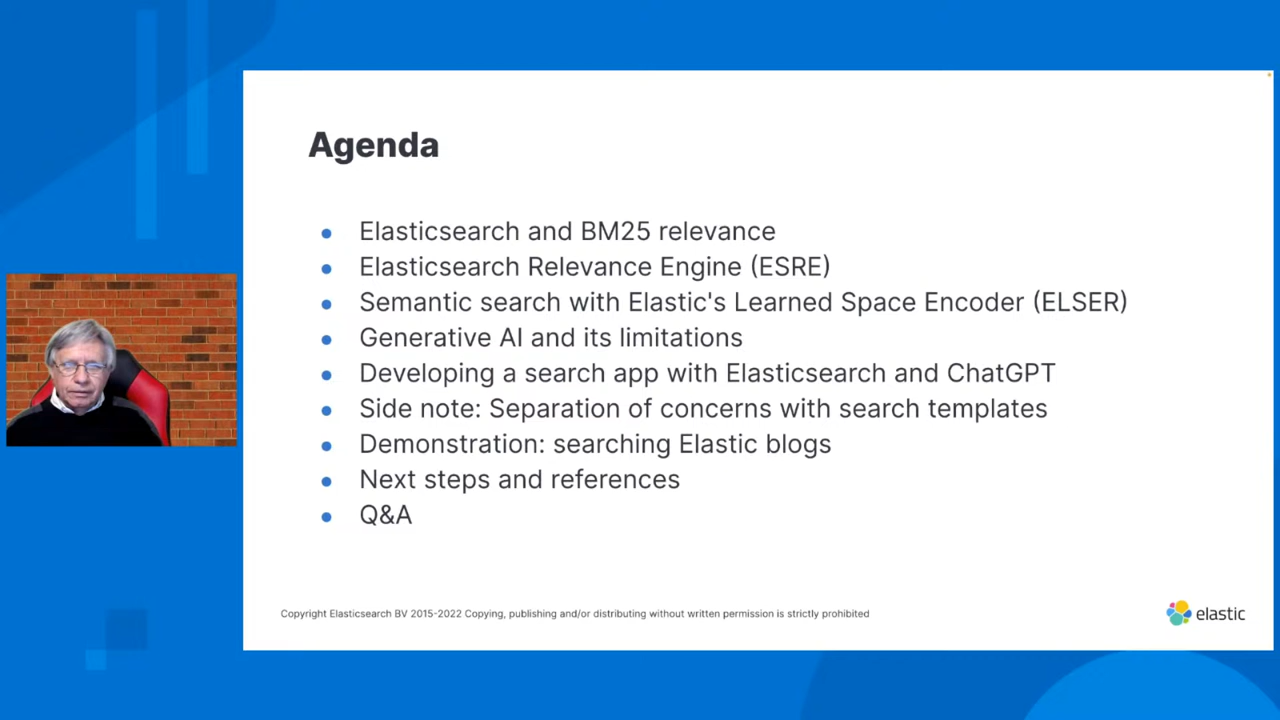 Agenda
Elasticsearch and BM25 relevance
Elasticsearch Relevance Engine (ESRE)
Semantic search with Elastic's Learned Space Encoder (ELSER)
Generative AI and its limitations
Developing a search app with Elasticsearch and ChatGPT
Side note: Separation of concerns with search templates
Demonstration: searching Elastic blogs
Next steps and references
Q&A
Copyright Elasticsearch BV 2015-2022 Copying, publishing and/or distributing without written permission is strictly prohibited
elastic